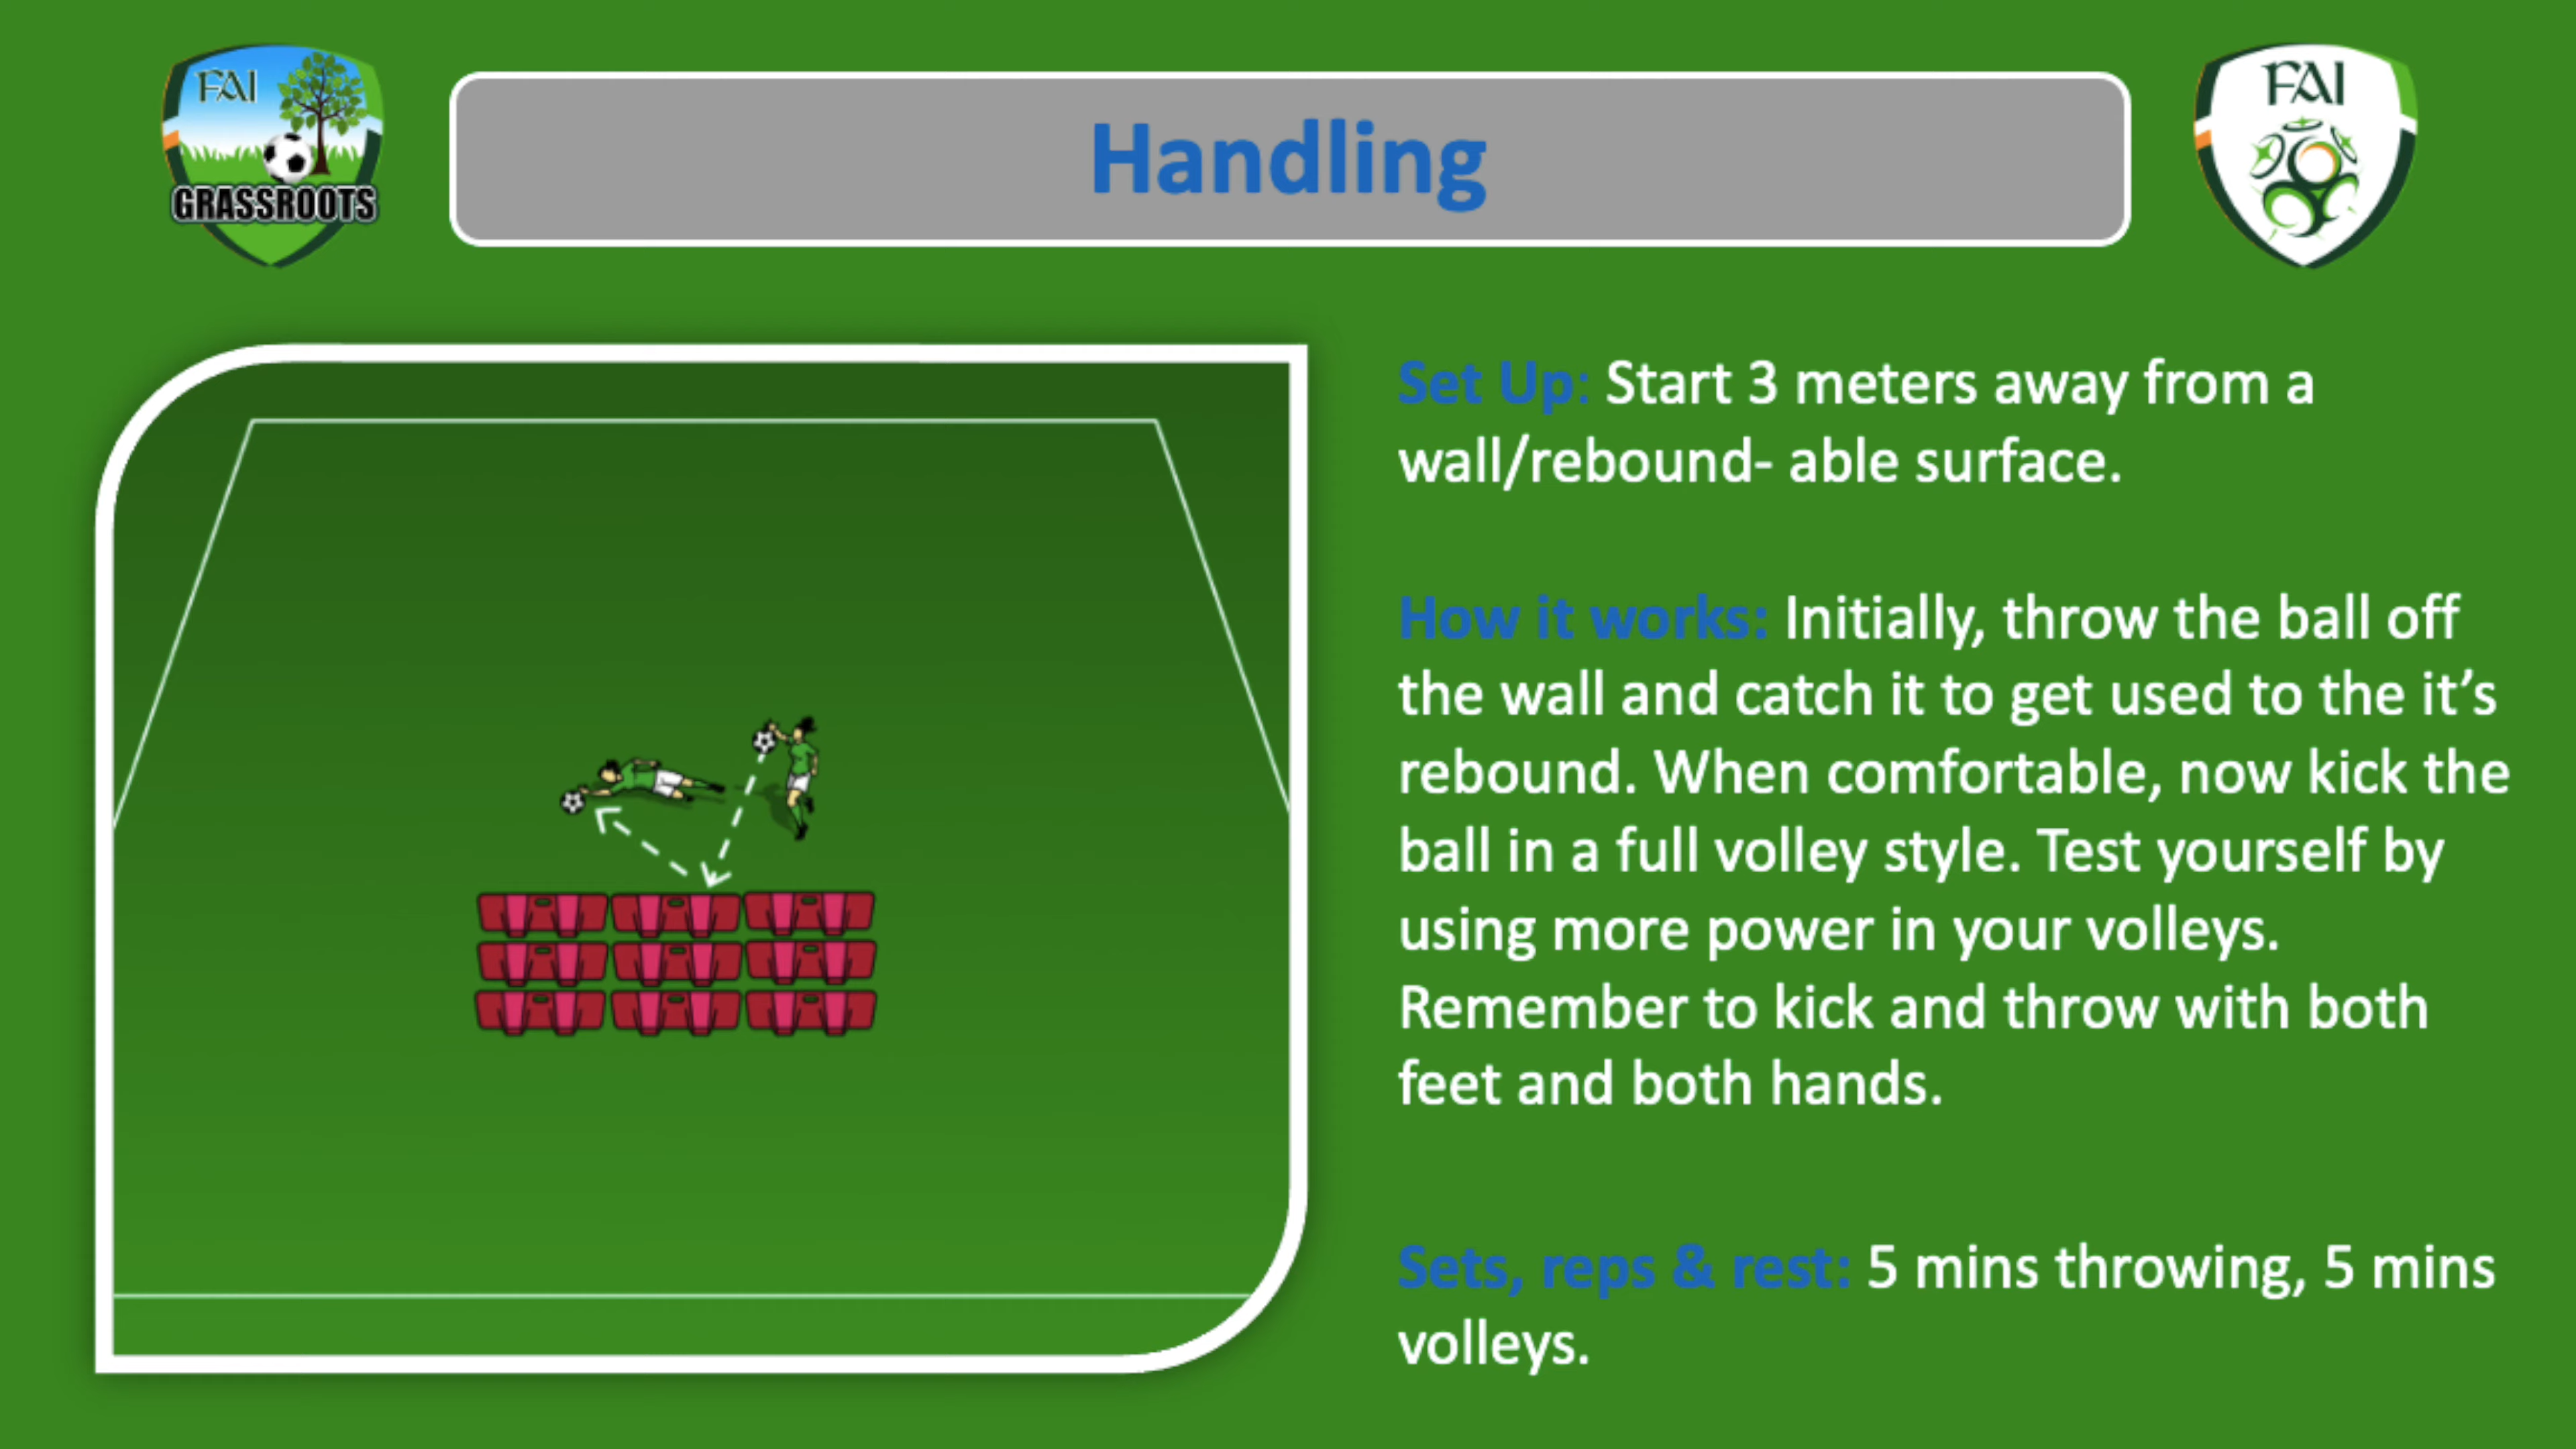 FAI
GRASSROOTS
Handling
FAI
Set Up: Start 3 meters away from a
wall/rebound- able surface.
How it works: Initially, throw the ball off
the wall and catch it to get used to the it’s
rebound. When comfortable, now kick the
ball in a full volley style. Test yourself by
using more power in your volleys.
Remember to kick and throw with both
feet and both hands.
Sets, reps & rest: 5 mins throwing, 5 mins
volleys.